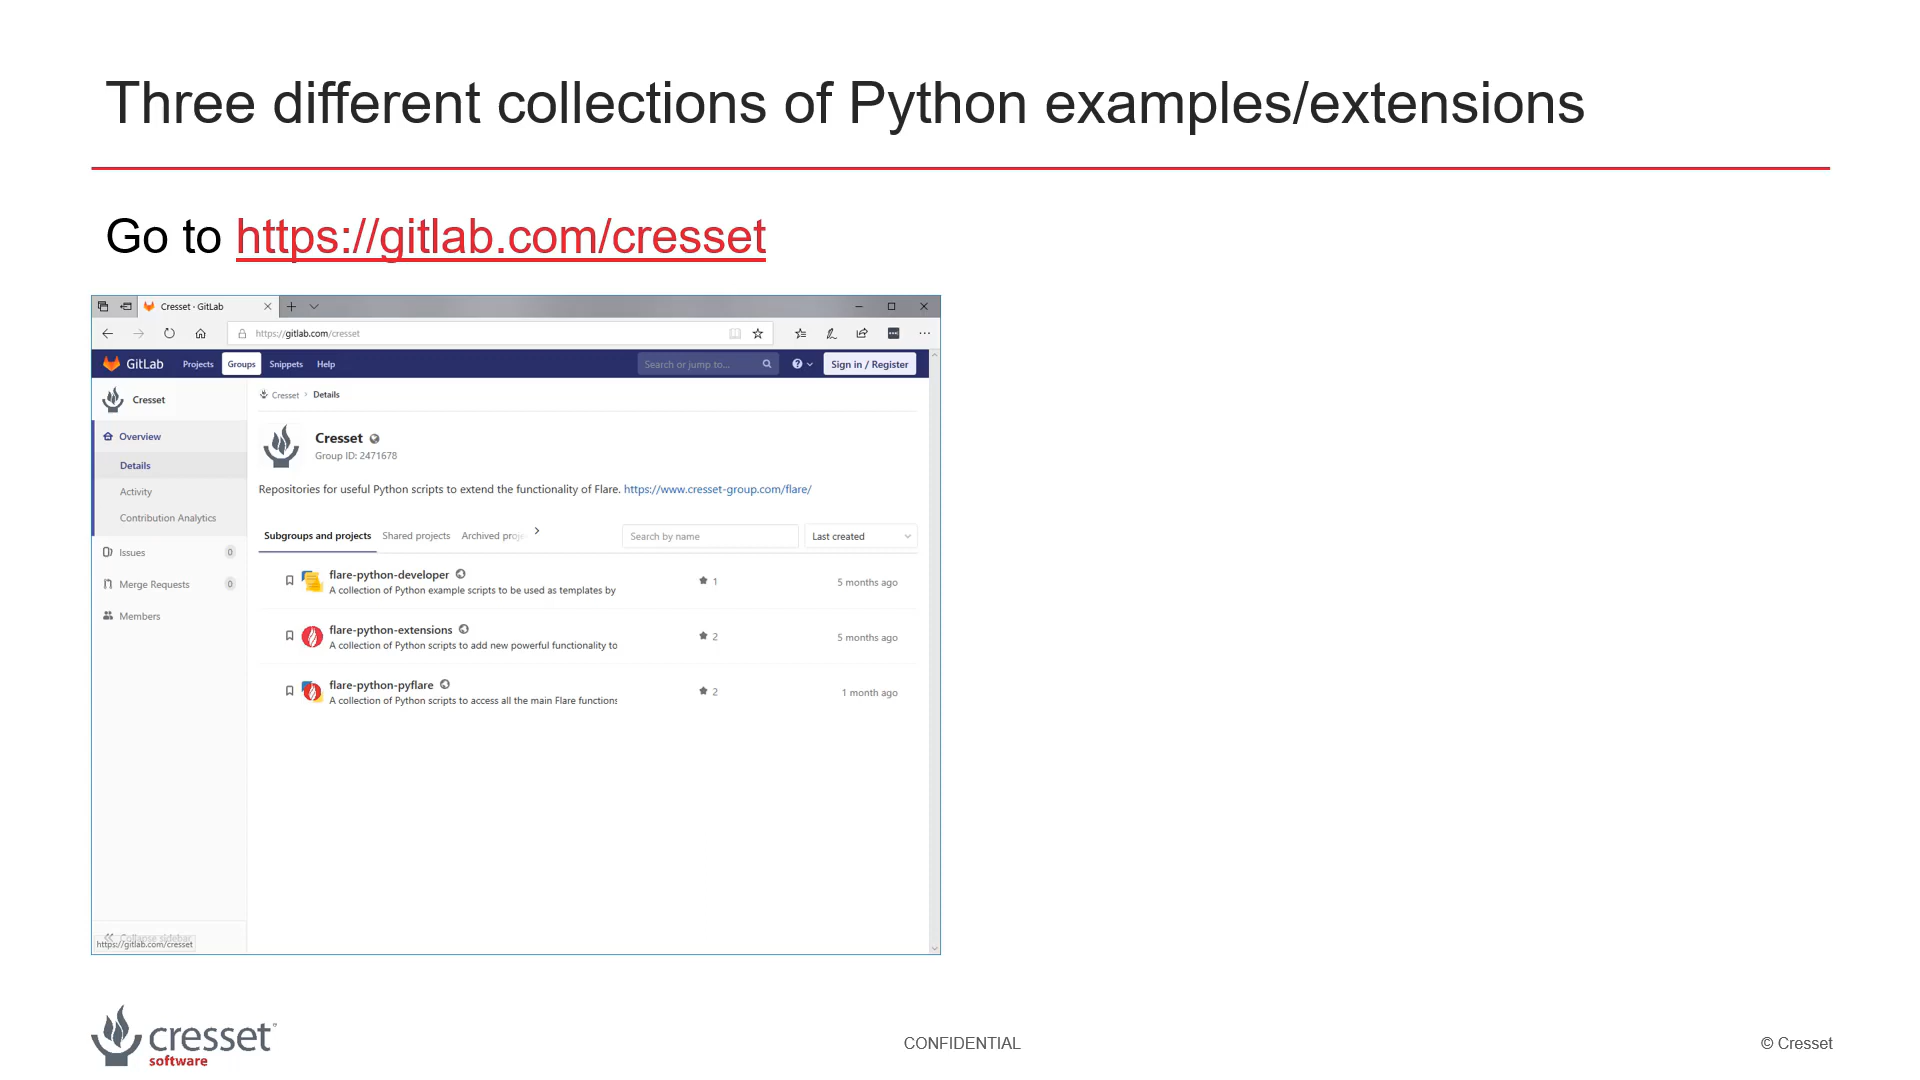 Three different collections of Python examples/extensions
Go to https://gitlab.com/cresset
Cresset · GitLab
https://gitlab.com/cresset
GitLab Projects Groups Snippets Help Search or jump to... Sign in / Register
Cresset
Overview
Details
Activity
Contribution Analytics
Issues 0
Merge Requests 0
Members
Collapse sidebar
https://gitlab.com/cresset
Cresset › Details
Cresset
Group ID: 2471678
Repositories for useful Python scripts to extend the functionality of Flare. https://www.cresset-group.com/flare/
Subgroups and projects Shared projects Archived proje Search by name Last created
flare-python-developer
A collection of Python example scripts to be used as templates by
1 5 months ago
flare-python-extensions
A collection of Python scripts to add new powerful functionality to
2 5 months ago
flare-python-pyflare
A collection of Python scripts to access all the main Flare functions
2 1 month ago
cresset
software
CONFIDENTIAL
© Cresset